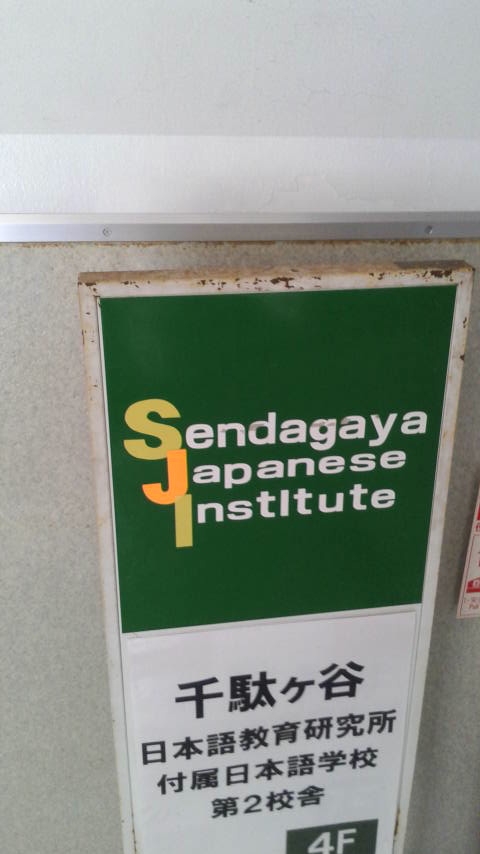 Sendagaya
Japanese
InstItute
千駄ヶ谷
日本語教育研究所
付属日本語学校
第2校舎
4F